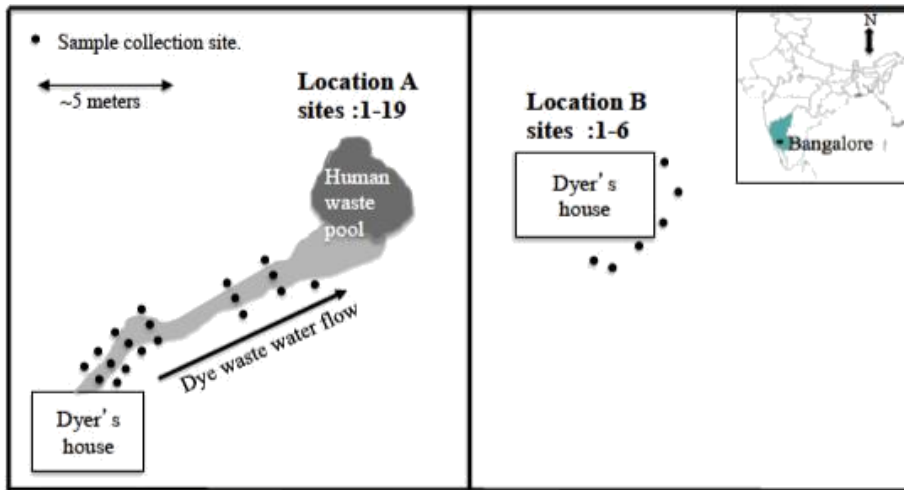 Sample collection site.
~5 meters
Location A
sites :1-19
Human
waste
pool
Dye waste water flow
Dyer's
house
Location B
sites :1-6
Dyer's
house
N
Bangalore